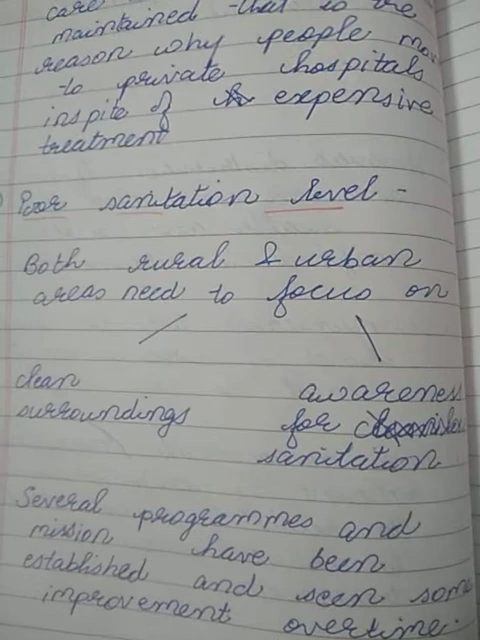 care
maintained that is the
reason why people mov
to private hospitals
inspite of expensive
treatment
Poor sanitation level -
Both rural & urban
areas need to focus on
clean
surroundings
awareness
for
sanitation
Several programmes and
mission have been
established and seen some
improvement overtime.